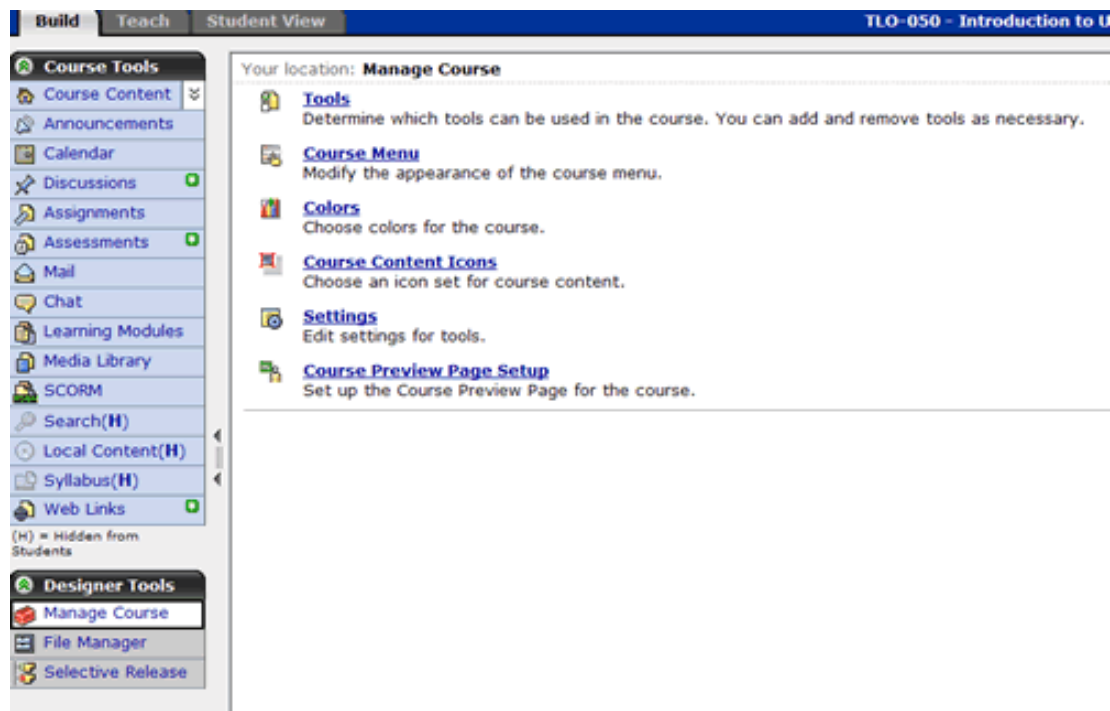 Build Teach Student View TLO-050 - Introduction to U
Course Tools
Course Content
Announcements
Calendar
Discussions
Assignments
Assessments
Mail
Chat
Learning Modules
Media Library
SCORM
Search(H)
Local Content(H)
Syllabus(H)
Web Links
(H) = Hidden from
Students
Designer Tools
Manage Course
File Manager
Selective Release
Your location: Manage Course
Tools
Determine which tools can be used in the course. You can add and remove tools as necessary.
Course Menu
Modify the appearance of the course menu.
Colors
Choose colors for the course.
Course Content Icons
Choose an icon set for course content.
Settings
Edit settings for tools.
Course Preview Page Setup
Set up the Course Preview Page for the course.